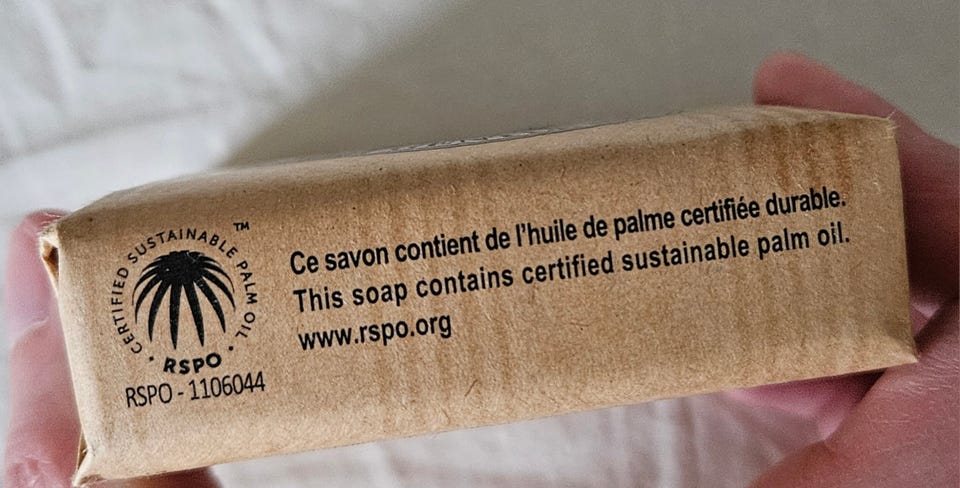 CERTIFIED SUSTAINABLE PALM OIL ™
RSPO
RSPO - 1106044
Ce savon contient de l'huile de palme certifiée durable.
This soap contains certified sustainable palm oil.
www.rspo.org